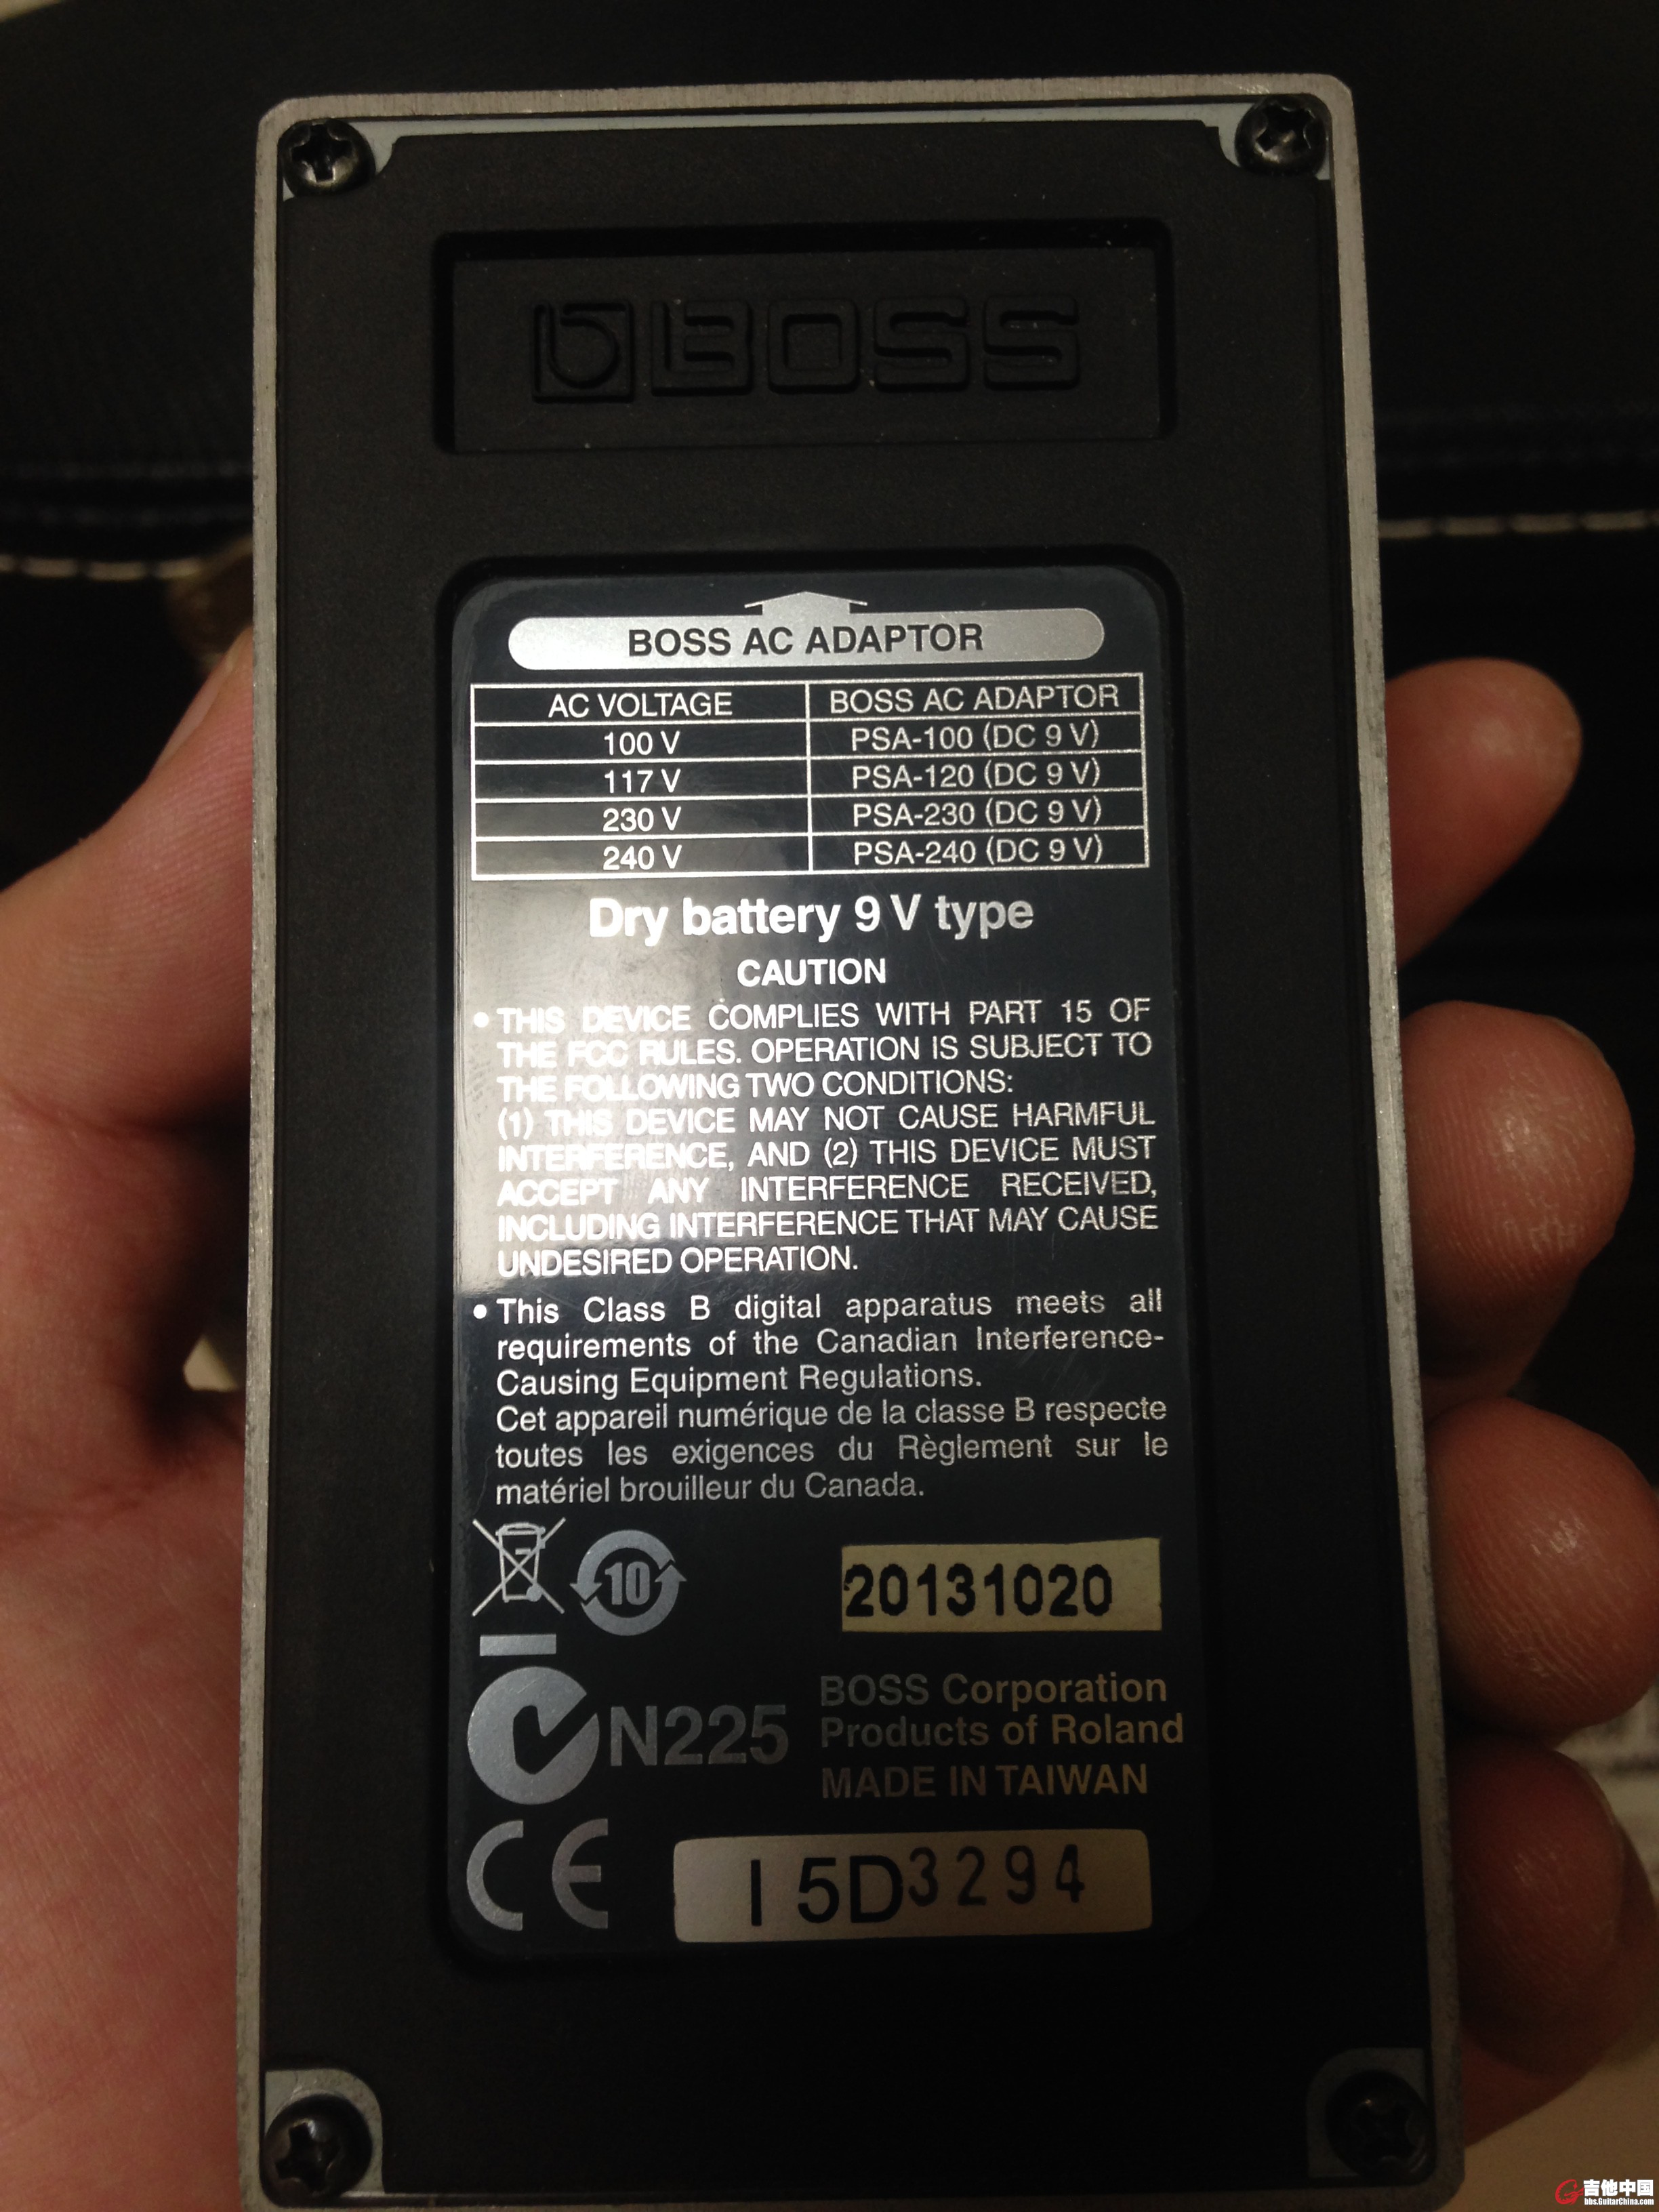 BOSS
BOSS AC ADAPTOR
AC VOLTAGE BOSS AC ADAPTOR
100 V PSA-100 (DC 9 V)
117 V PSA-120 (DC 9 V)
230 V PSA-230 (DC 9 V)
240 V PSA-240 (DC 9 V)
Dry battery 9 V type
CAUTION
• THIS DEVICE COMPLIES WITH PART 15 OF
THE FCC RULES. OPERATION IS SUBJECT TO
THE FOLLOWING TWO CONDITIONS:
(1) THIS DEVICE MAY NOT CAUSE HARMFUL
INTERFERENCE, AND (2) THIS DEVICE MUST
ACCEPT ANY INTERFERENCE RECEIVED,
INCLUDING INTERFERENCE THAT MAY CAUSE
UNDESIRED OPERATION.
• This Class B digital apparatus meets all
requirements of the Canadian Interference-
Causing Equipment Regulations.
Cet appareil numérique de la classe B respecte
toutes les exigences du Règlement sur le
matériel brouilleur du Canada.
10
20131020
N225
BOSS Corporation
Products of Roland
MADE IN TAIWAN
CE
I 5D3294
吉他中国
bbs.GuitarChina.com